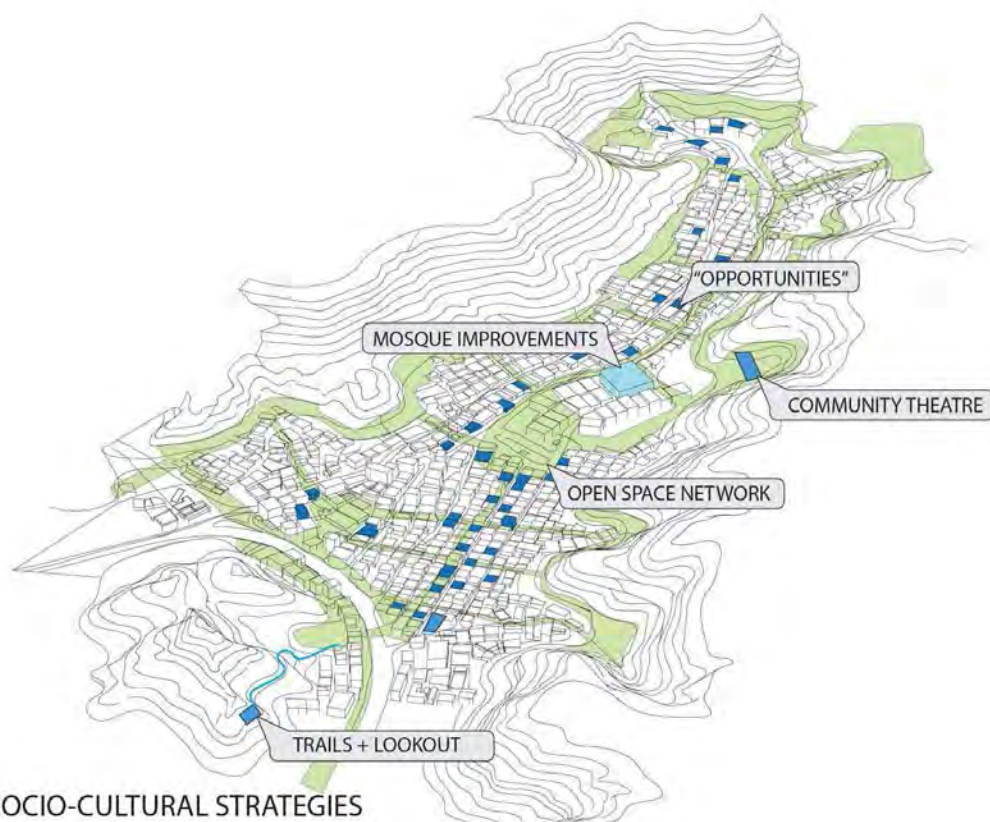 "OPPORTUNITIES"
MOSQUE IMPROVEMENTS
COMMUNITY THEATRE
OPEN SPACE NETWORK
TRAILS + LOOKOUT
OCIO-CULTURAL STRATEGIES